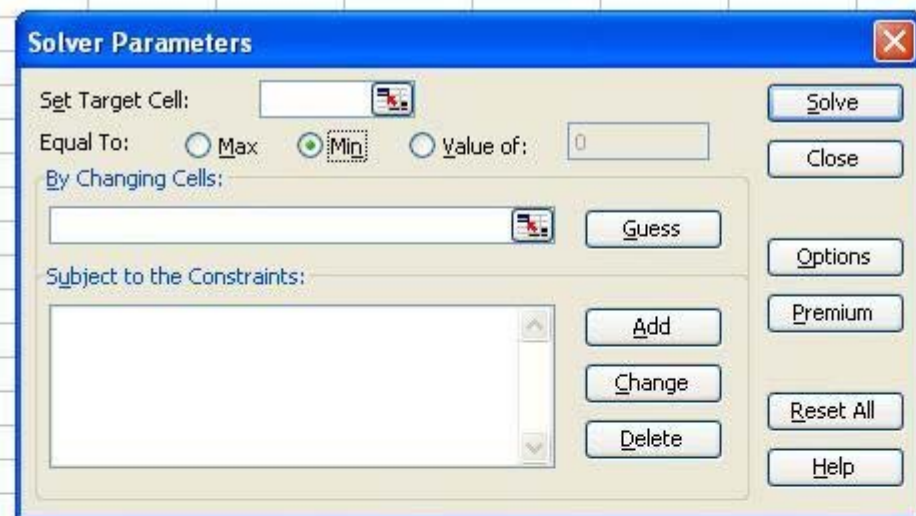 Solver Parameters
Set Target Cell:
Solve
Equal To:
Max
Min
Value of:
0
Close
By Changing Cells:
Guess
Options
Subject to the Constraints:
Premium
Add
Change
Reset All
Delete
Help